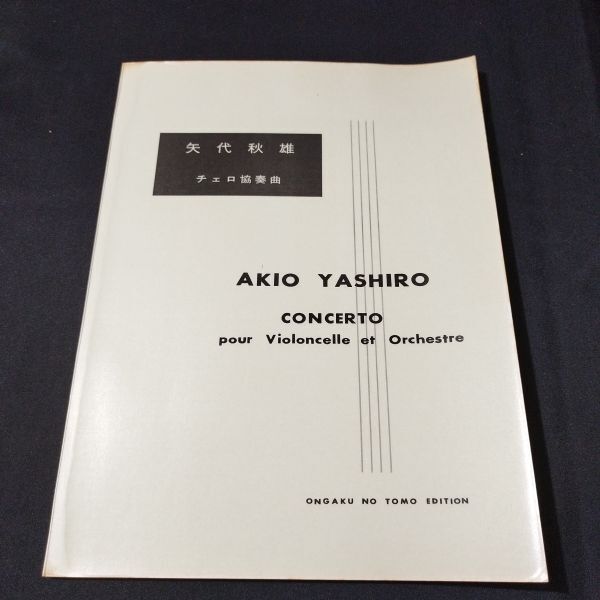 矢代秋雄
チェロ協奏曲
AKIO YASHIRO
CONCERTO
pour Violoncelle et Orchestre
ONGAKU NO TOMO EDITION